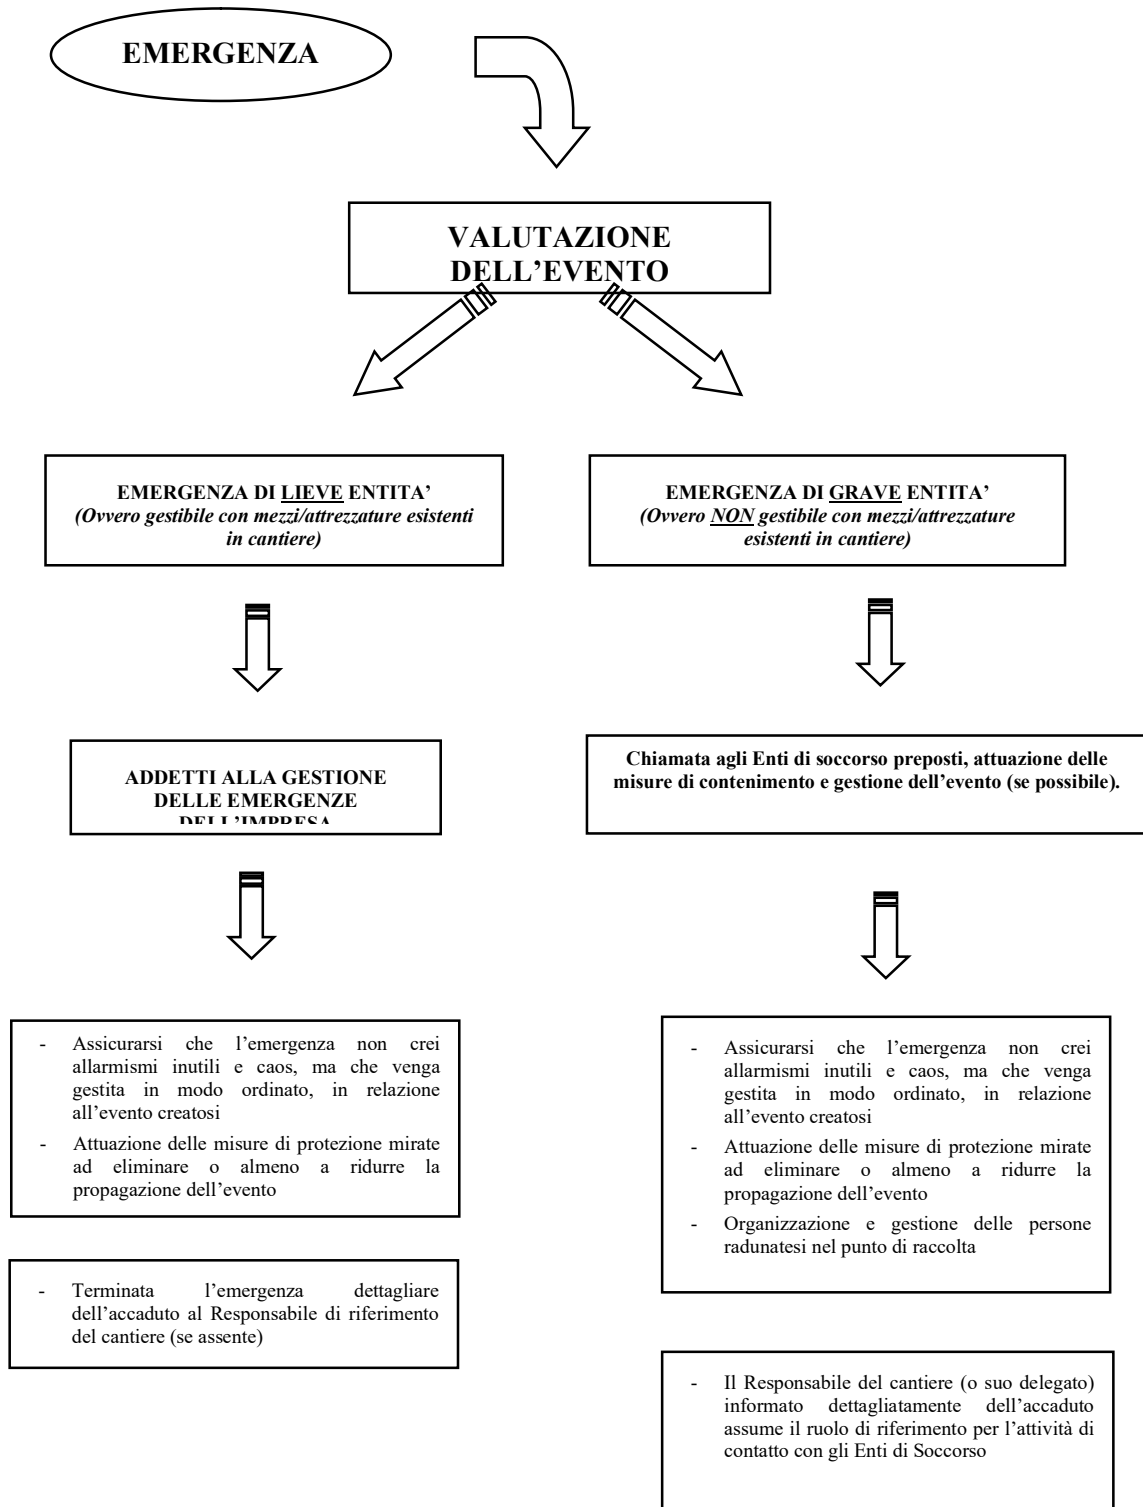 EMERGENZA
VALUTAZIONE
DELL’EVENTO
EMERGENZA DI LIEVE ENTITA’
(Ovvero gestibile con mezzi/attrezzature esistenti
in cantiere)
EMERGENZA DI GRAVE ENTITA’
(Ovvero NON gestibile con mezzi/attrezzature
esistenti in cantiere)
ADDETTI ALLA GESTIONE
DELLE EMERGENZE
DELL’IMPRESA
Chiamata agli Enti di soccorso preposti, attuazione delle
misure di contenimento e gestione dell’evento (se possibile).
- Assicurarsi che l’emergenza non crei
allarmismi inutili e caos, ma che venga
gestita in modo ordinato, in relazione
all’evento creatosi
- Attuazione delle misure di protezione mirate
ad eliminare o almeno a ridurre la
propagazione dell’evento
- Terminata l’emergenza dettagliare
dell’accaduto al Responsabile di riferimento
del cantiere (se assente)
- Assicurarsi che l’emergenza non crei
allarmismi inutili e caos, ma che venga
gestita in modo ordinato, in relazione
all’evento creatosi
- Attuazione delle misure di protezione mirate
ad eliminare o almeno a ridurre la
propagazione dell’evento
- Organizzazione e gestione delle persone
radunatesi nel punto di raccolta
- Il Responsabile del cantiere (o suo delegato)
informato dettagliatamente dell’accaduto
assume il ruolo di riferimento per l’attività di
contatto con gli Enti di Soccorso